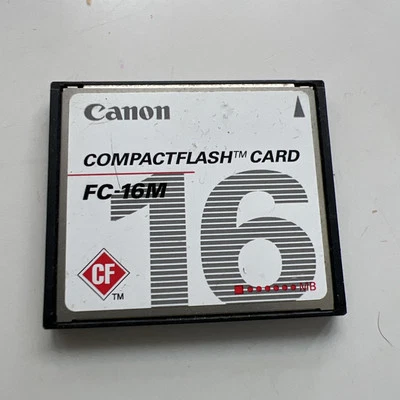 Canon
COMPACTFLASH™ CARD
FC-16M
16
CF
TM
MB